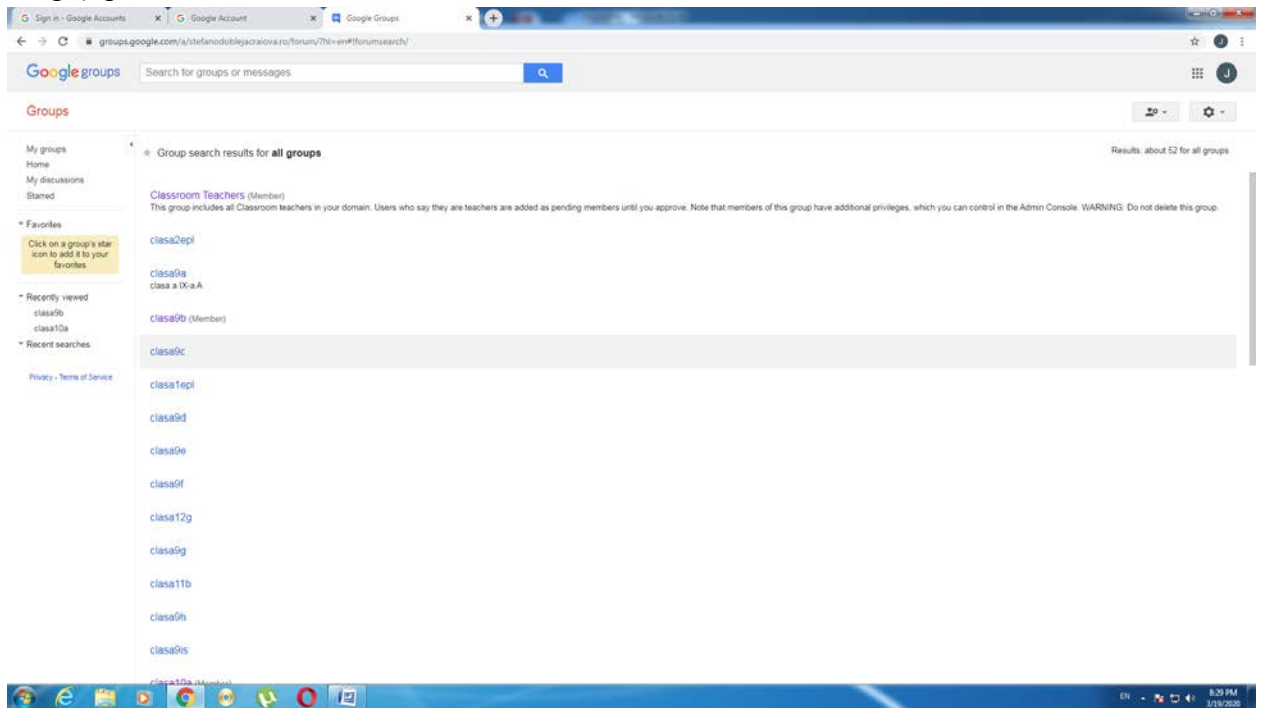 Sign in - Google Accounts
Google Account
Google Groups
groups.google.com/a/stefanodoblejacraiova.ro/forum/?hl=en#!forumsearch/
J
Google groups
Search for groups or messages
J
Groups
My groups
Home
My discussions
Starred
Favorites
Click on a group's star
icon to add it to your
favorites
Recently viewed
clasa9b
clasa10a
Recent searches
Privacy - Terms of Service
Group search results for all groups
Results: about 52 for all groups
Classroom Teachers (Member)
This group includes all Classroom teachers in your domain. Users who say they are teachers are added as pending members until you approve. Note that members of this group have additional privileges, which you can control in the Admin Console. WARNING: Do not delete this group.
clasa2epl
clasa9a
clasa a IX-a A
clasa9b (Member)
clasa9c
clasa1epl
clasa9d
clasa9e
clasa9f
clasa12g
clasa9g
clasa11b
clasa9h
clasa9is
clasa10a (Member)
EN
8:29 PM
3/19/2020